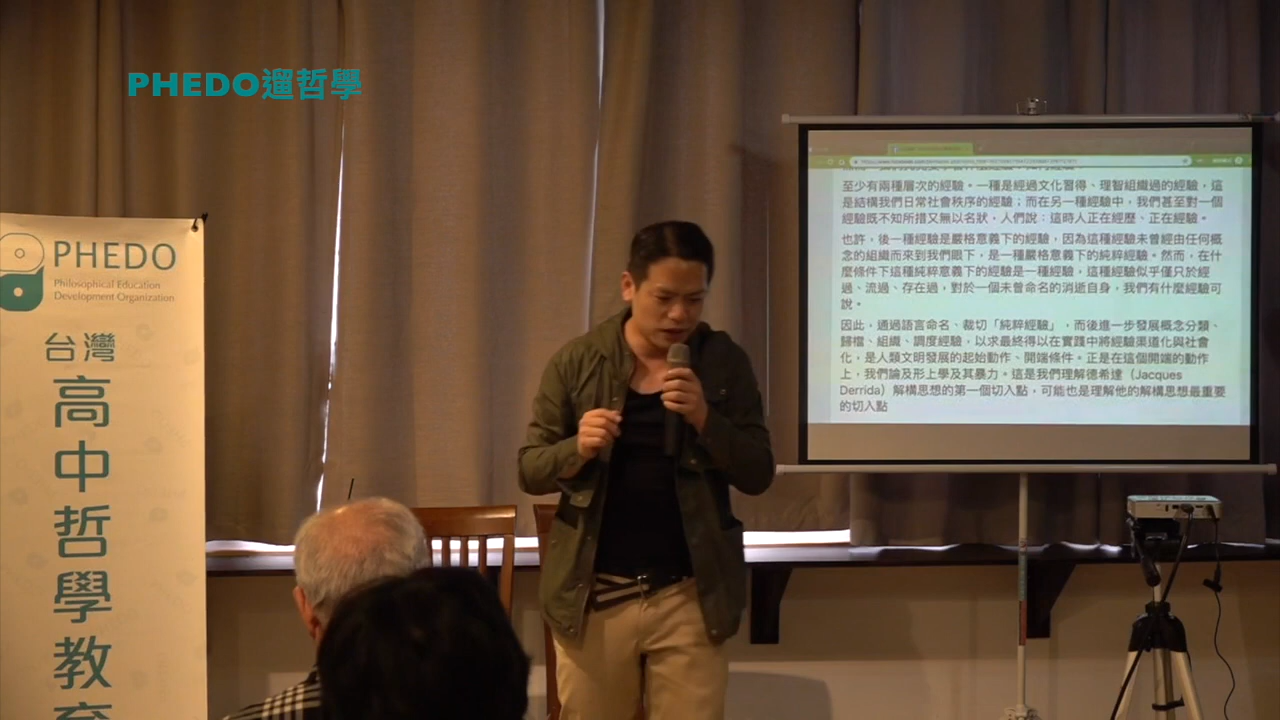 PHEDO遛哲學
PHEDO
Philosophical Education
Development Organization
台灣
高中哲學教育
至少有兩種層次的經驗。一種是經過文化習得、理智組織過的經驗，這
是結構我們日常社會秩序的經驗；而在另一種經驗中，我們甚至對一個
經驗既不知所措又無以名狀，人們說：這時人正在經歷、正在經驗。
也許，後一種經驗是嚴格意義下的經驗，因為這種經驗未曾經由任何概
念的組織而來到我們眼下，是一種嚴格意義下的純粹經驗。然而，在什
麼條件下這種純粹意義下的經驗是一種經驗，這種經驗似乎僅只於經
過、流過、存在過，對於一個未曾命名的消逝自身，我們有什麼經驗可
說。
因此，通過語言命名、裁切「純粹經驗」，而後進一步發展概念分類、
歸檔、組織、調度經驗，以求最終得以在實踐中將經驗渠道化與社會
化，是人類文明發展的起始動作、開端條件。正是在這個開端的動作
上，我們論及形上學及其暴力。這是我們理解德希達（Jacques
Derrida）解構思想的第一個切入點，可能也是理解他的解構思想最重要
的切入點